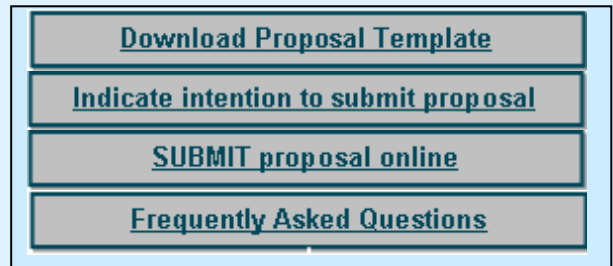 Download Proposal Template
Indicate intention to submit proposal
SUBMIT proposal online
Frequently Asked Questions